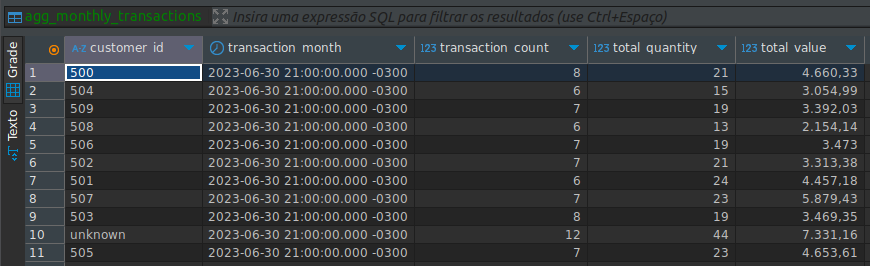 agg_monthly_transactions Insira uma expressão SQL para filtrar os resultados (use Ctrl+Espaço)
Grade
Texto
A-Z customer_id 123 transaction_month 123 transaction_count 123 total_quantity 123 total_value
1 500 2023-06-30 21:00:00.000 -0300 8 21 4.660,33
2 504 2023-06-30 21:00:00.000 -0300 6 15 3.054,99
3 509 2023-06-30 21:00:00.000 -0300 7 19 3.392,03
4 508 2023-06-30 21:00:00.000 -0300 6 13 2.154,14
5 506 2023-06-30 21:00:00.000 -0300 7 19 3.473
6 502 2023-06-30 21:00:00.000 -0300 7 21 3.313,38
7 501 2023-06-30 21:00:00.000 -0300 6 24 4.457,18
8 507 2023-06-30 21:00:00.000 -0300 7 23 5.879,43
9 503 2023-06-30 21:00:00.000 -0300 8 19 3.469,35
10 unknown 2023-06-30 21:00:00.000 -0300 12 44 7.331,16
11 505 2023-06-30 21:00:00.000 -0300 7 23 4.653,61